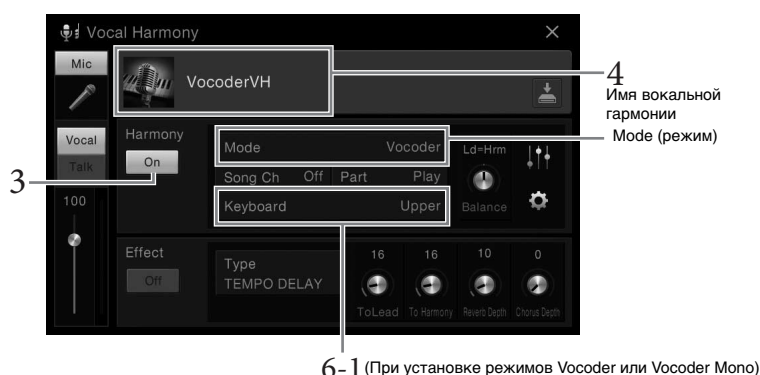 Vocal Harmony
Mic
VocoderVH
4
Имя вокальной
гармонии
Mode (режим)
Vocal
Talk
Harmony
On
Mode Vocoder
Ld=Hrm
Song Ch Off Part Play
3
100
Keyboard Upper
Balance
Effect
Off
Type
TEMPO DELAY
16 16 10 0
ToLead To Harmony Reverb Depth Chorus Depth
6-1 (При установке режимов Vocoder или Vocoder Mono)